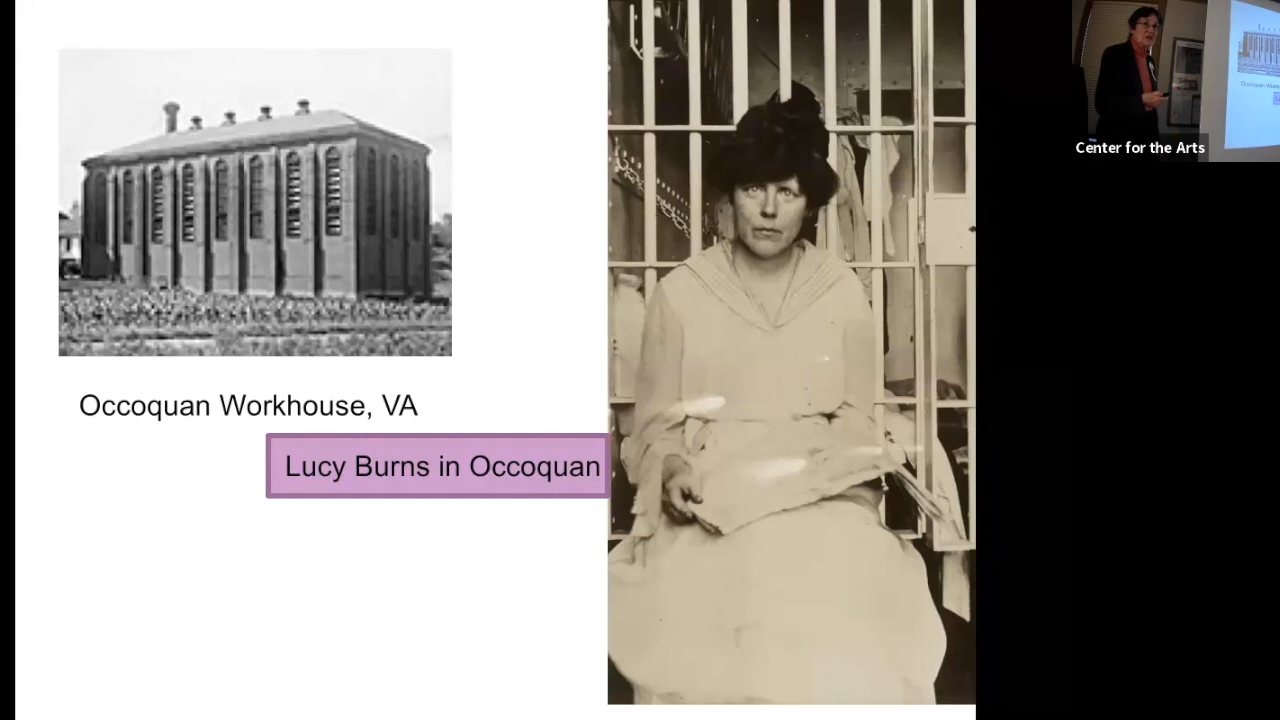 Occoquan Workhouse, VA
Lucy Burns in Occoquan
Center for the Arts